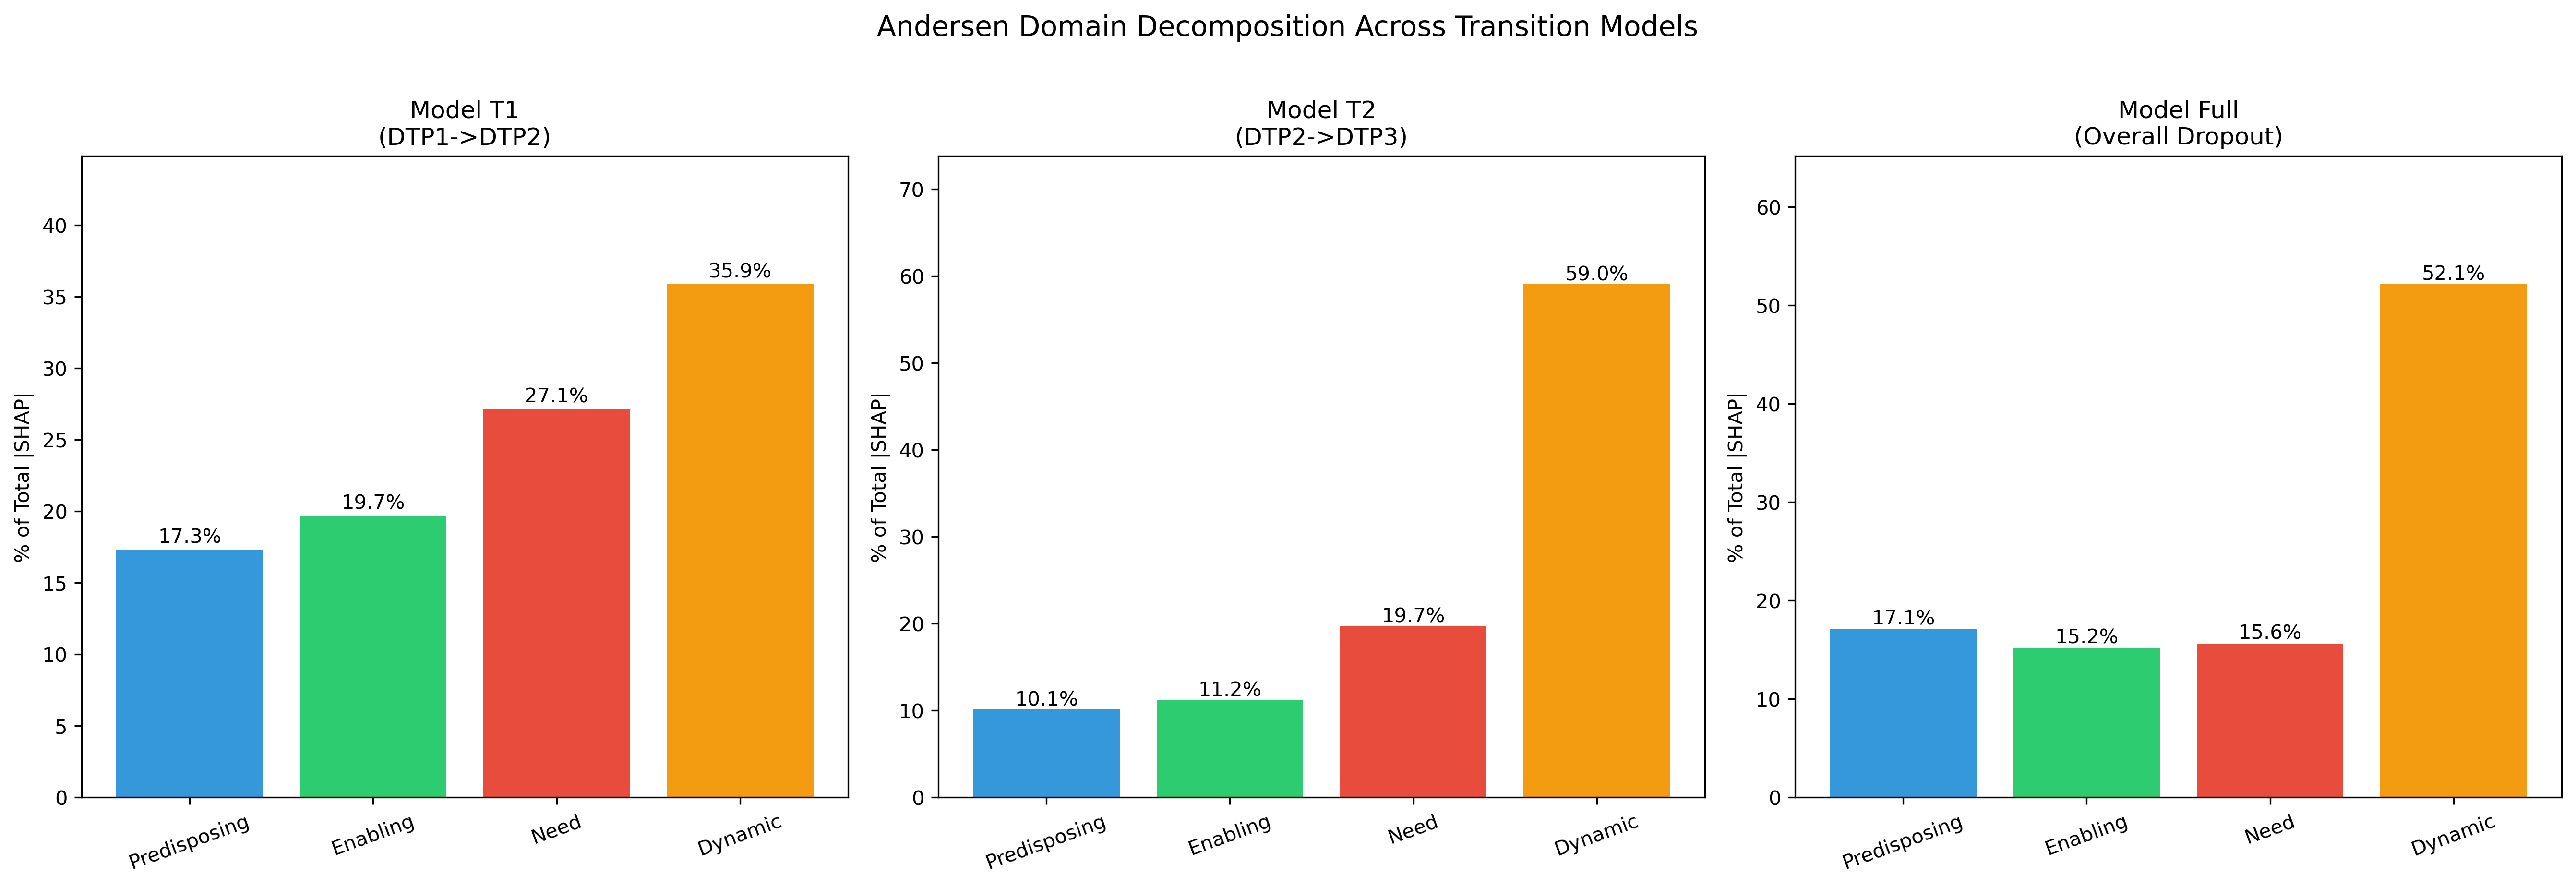 Andersen Domain Decomposition Across Transition Models
Model T1
(DTP1->DTP2)
% of Total |SHAP|
40
35
30
25
20
15
10
5
0
17.3%
19.7%
27.1%
35.9%
Predisposing
Enabling
Need
Dynamic
Model T2
(DTP2->DTP3)
% of Total |SHAP|
70
60
50
40
30
20
10
0
10.1%
11.2%
19.7%
59.0%
Predisposing
Enabling
Need
Dynamic
Model Full
(Overall Dropout)
% of Total |SHAP|
60
50
40
30
20
10
0
17.1%
15.2%
15.6%
52.1%
Predisposing
Enabling
Need
Dynamic